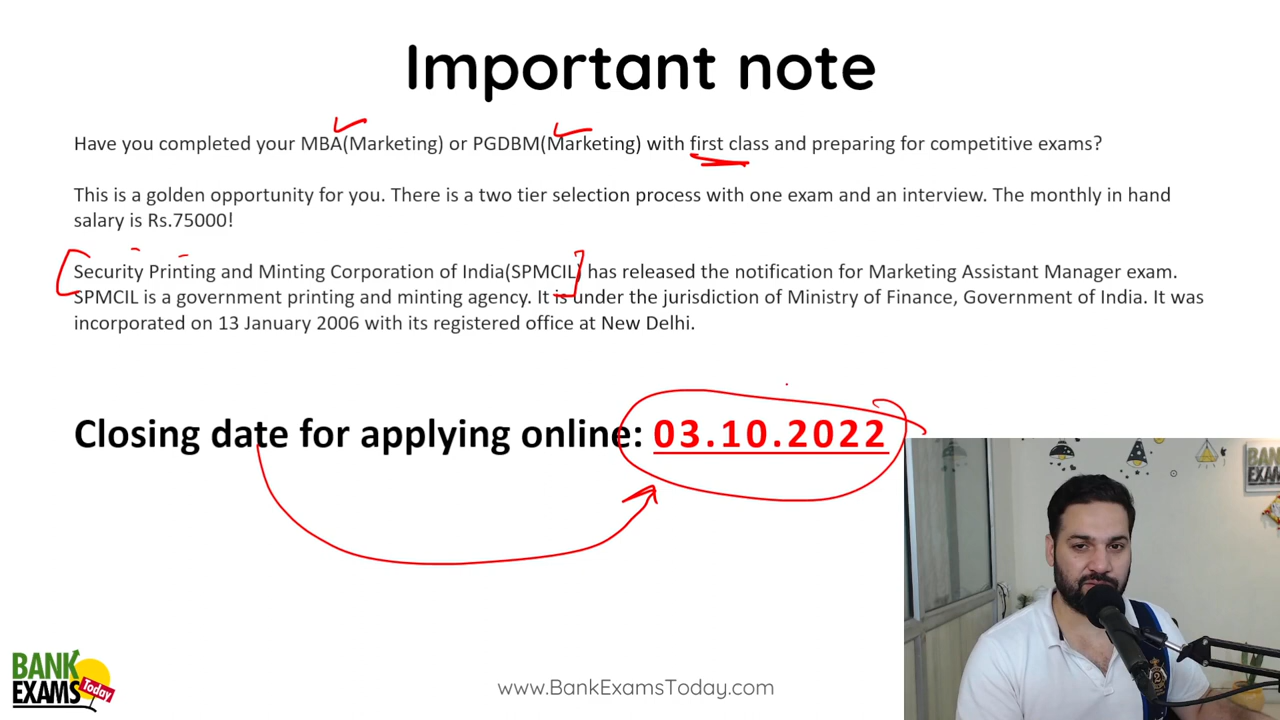 Important note
Have you completed your MBA(Marketing) or PGDBM(Marketing) with first class and preparing for competitive exams?
This is a golden opportunity for you. There is a two tier selection process with one exam and an interview. The monthly in hand
salary is Rs.75000!
Security Printing and Minting Corporation of India(SPMCIL) has released the notification for Marketing Assistant Manager exam.
SPMCIL is a government printing and minting agency. It is under the jurisdiction of Ministry of Finance, Government of India. It was
incorporated on 13 January 2006 with its registered office at New Delhi.
Closing date for applying online: 03.10.2022
BANK
EXAM
BANK
EXAMS
Today
www.BankExamsToday.com